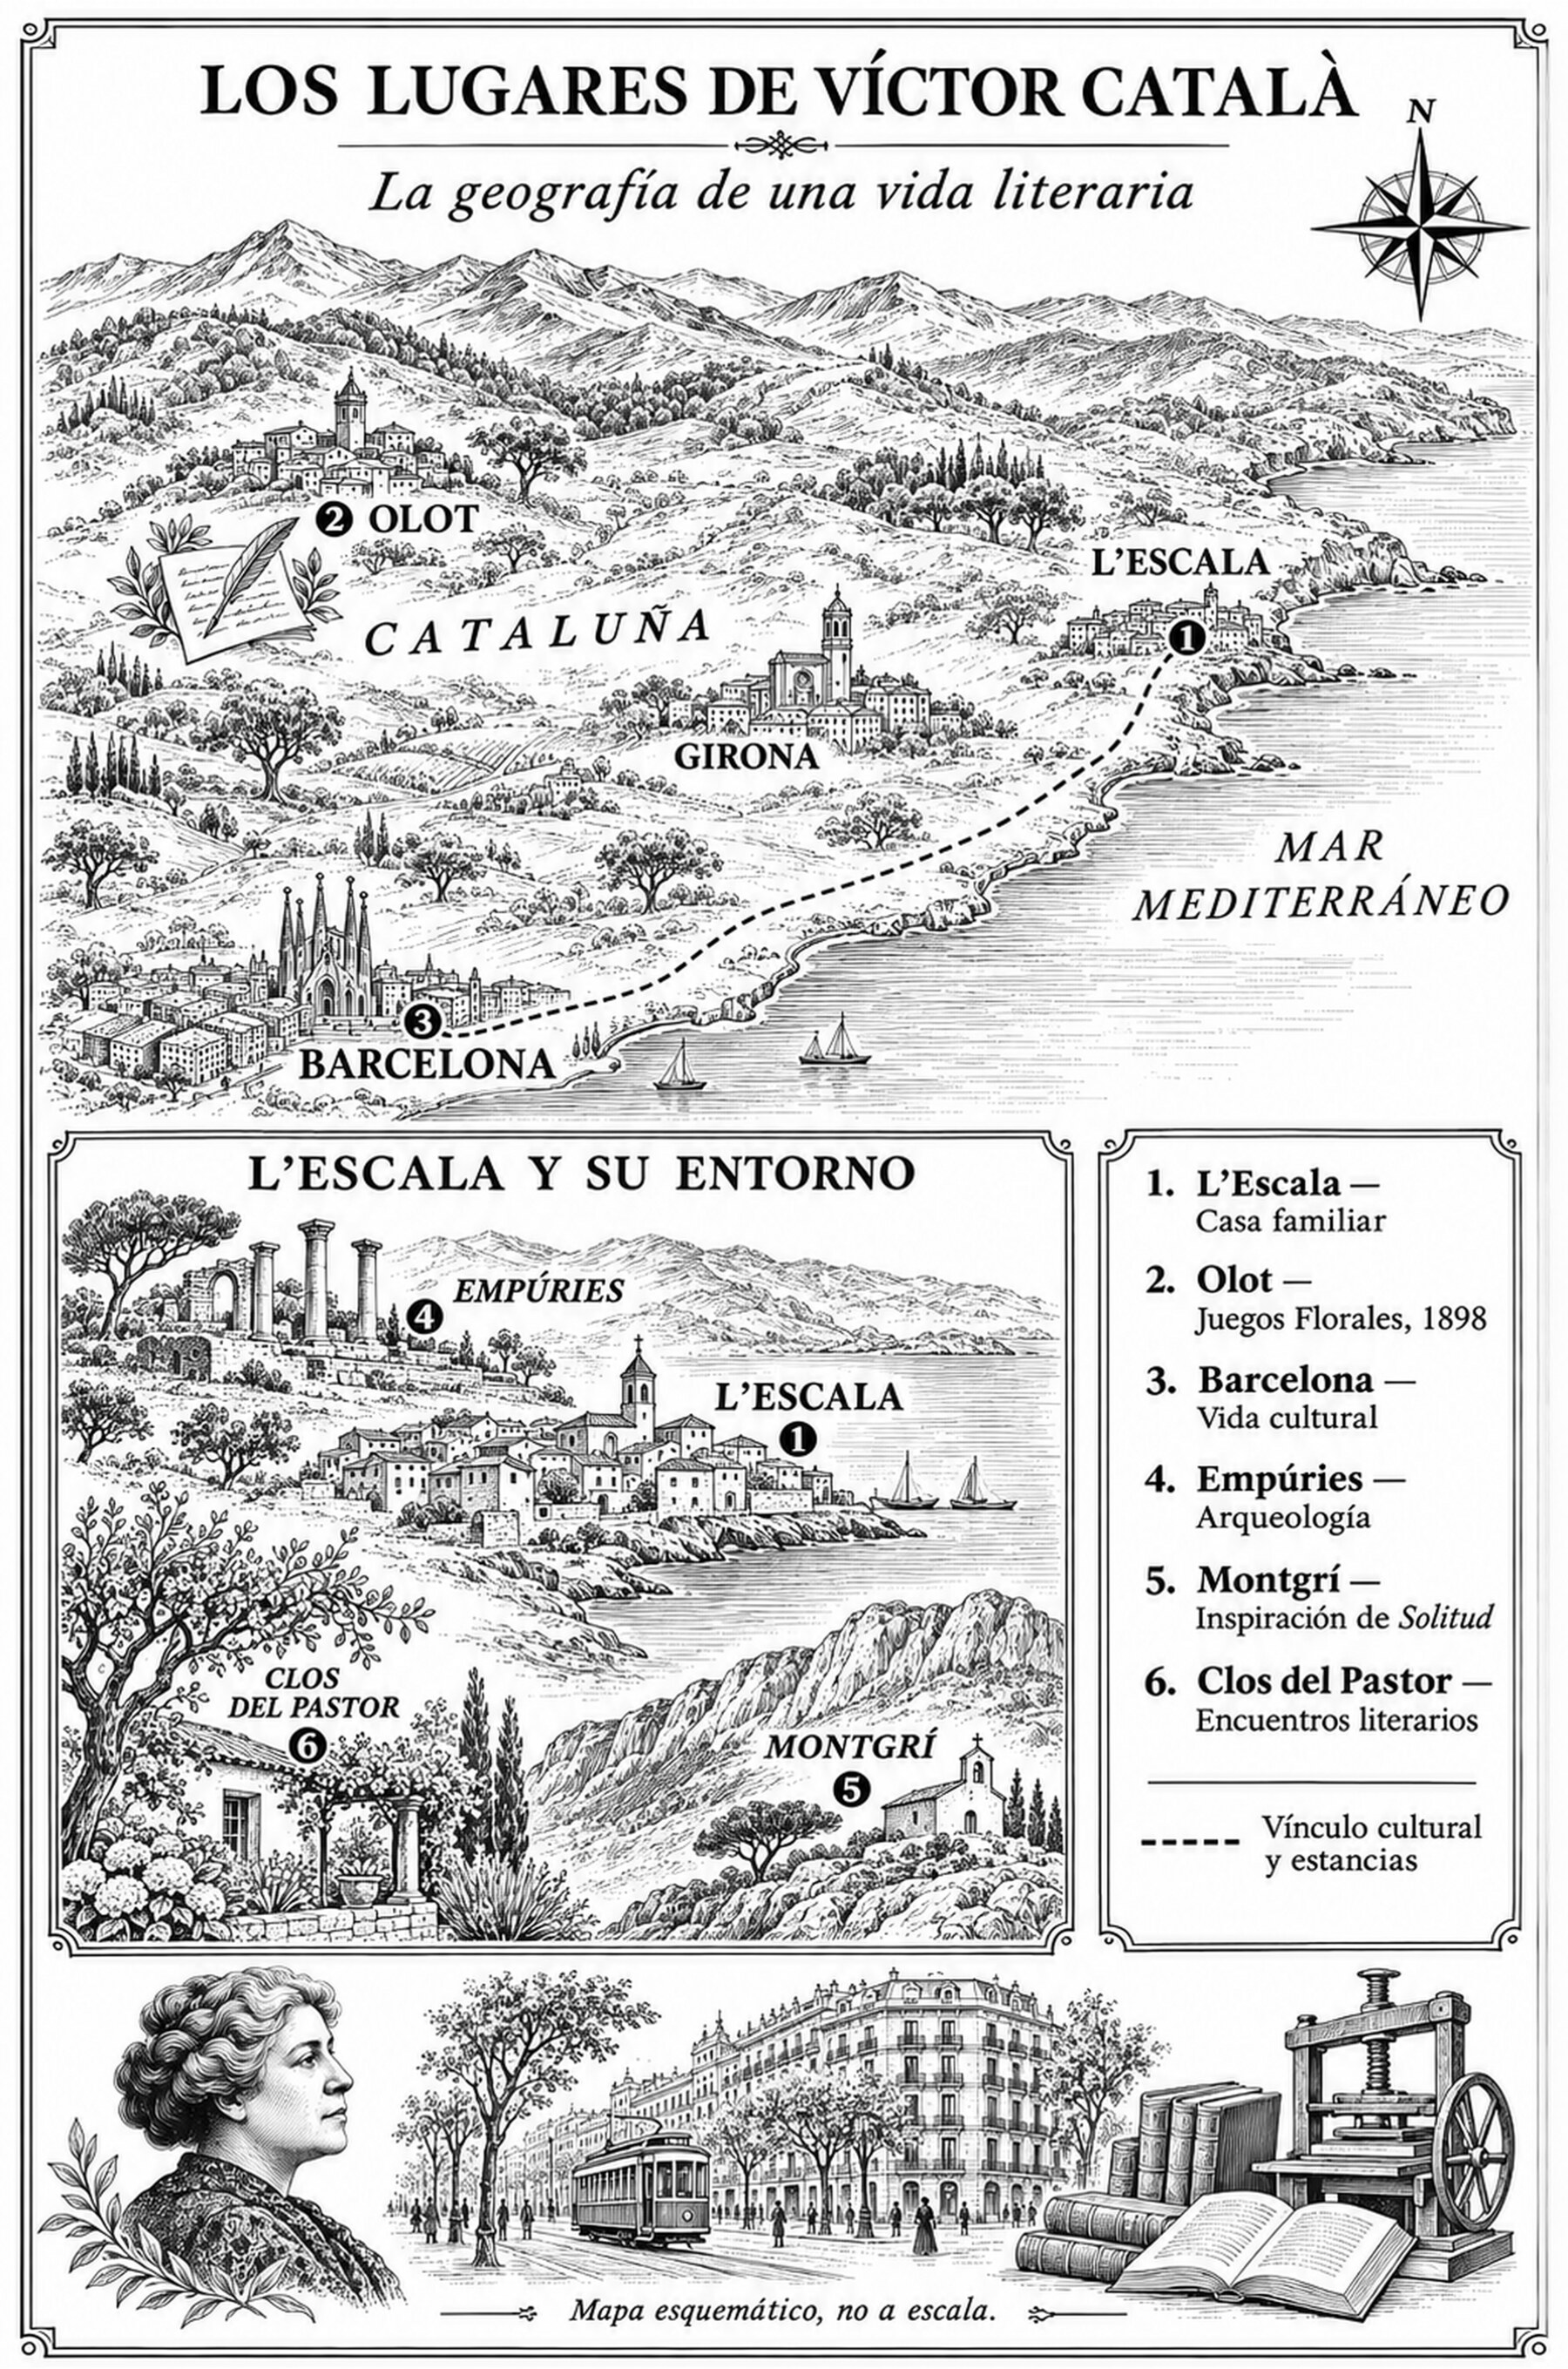 LOS LUGARES DE VÍCTOR CATALÀ
La geografía de una vida literaria
N
2 OLOT
CATALUÑA
L’ESCALA
1
GIRONA
MAR
MEDITERRÁNEO
3
BARCELONA
L’ESCALA Y SU ENTORNO
EMPÚRIES
4
L’ESCALA
1
CLOS
DEL PASTOR
6
MONTGRÍ
5
1. L’Escala —
Casa familiar
2. Olot —
Juegos Florales, 1898
3. Barcelona —
Vida cultural
4. Empúries —
Arqueología
5. Montgrí —
Inspiración de Solitud
6. Clos del Pastor —
Encuentros literarios
Vínculo cultural
y estancias
Mapa esquemático, no a escala.